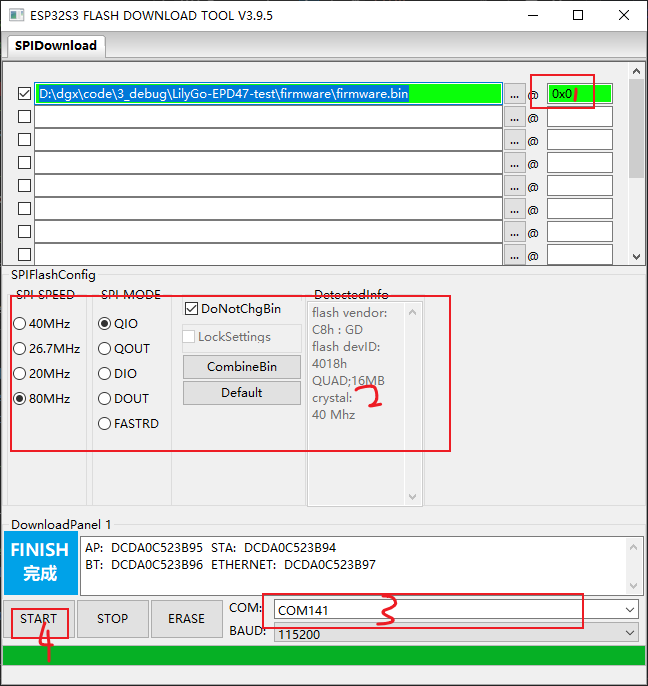 ESP32S3 FLASH DOWNLOAD TOOL V3.9.5
SPIDownload
D:\dgx\code\3_debug\LilyGo-EPD47-test\firmware\firmware.bin ... @ 0x0 1
... @
... @
... @
... @
... @
... @
... @
SPIFlashConfig
SPI SPEED
40MHz
26.7MHz
20MHz
80MHz
SPI MODE
QIO
QOUT
DIO
DOUT
FASTRD
DoNotChgBin
LockSettings
CombineBin
Default
DetectedInfo
flash vendor:
C8h : GD
flash devID:
4018h
QUAD;16MB
crystal:
40 Mhz
2
DownloadPanel 1
FINISH
完成
AP: DCDA0C523B95 STA: DCDA0C523B94
BT: DCDA0C523B96 ETHERNET: DCDA0C523B97
START STOP ERASE
4
COM: COM141 3
BAUD: 115200